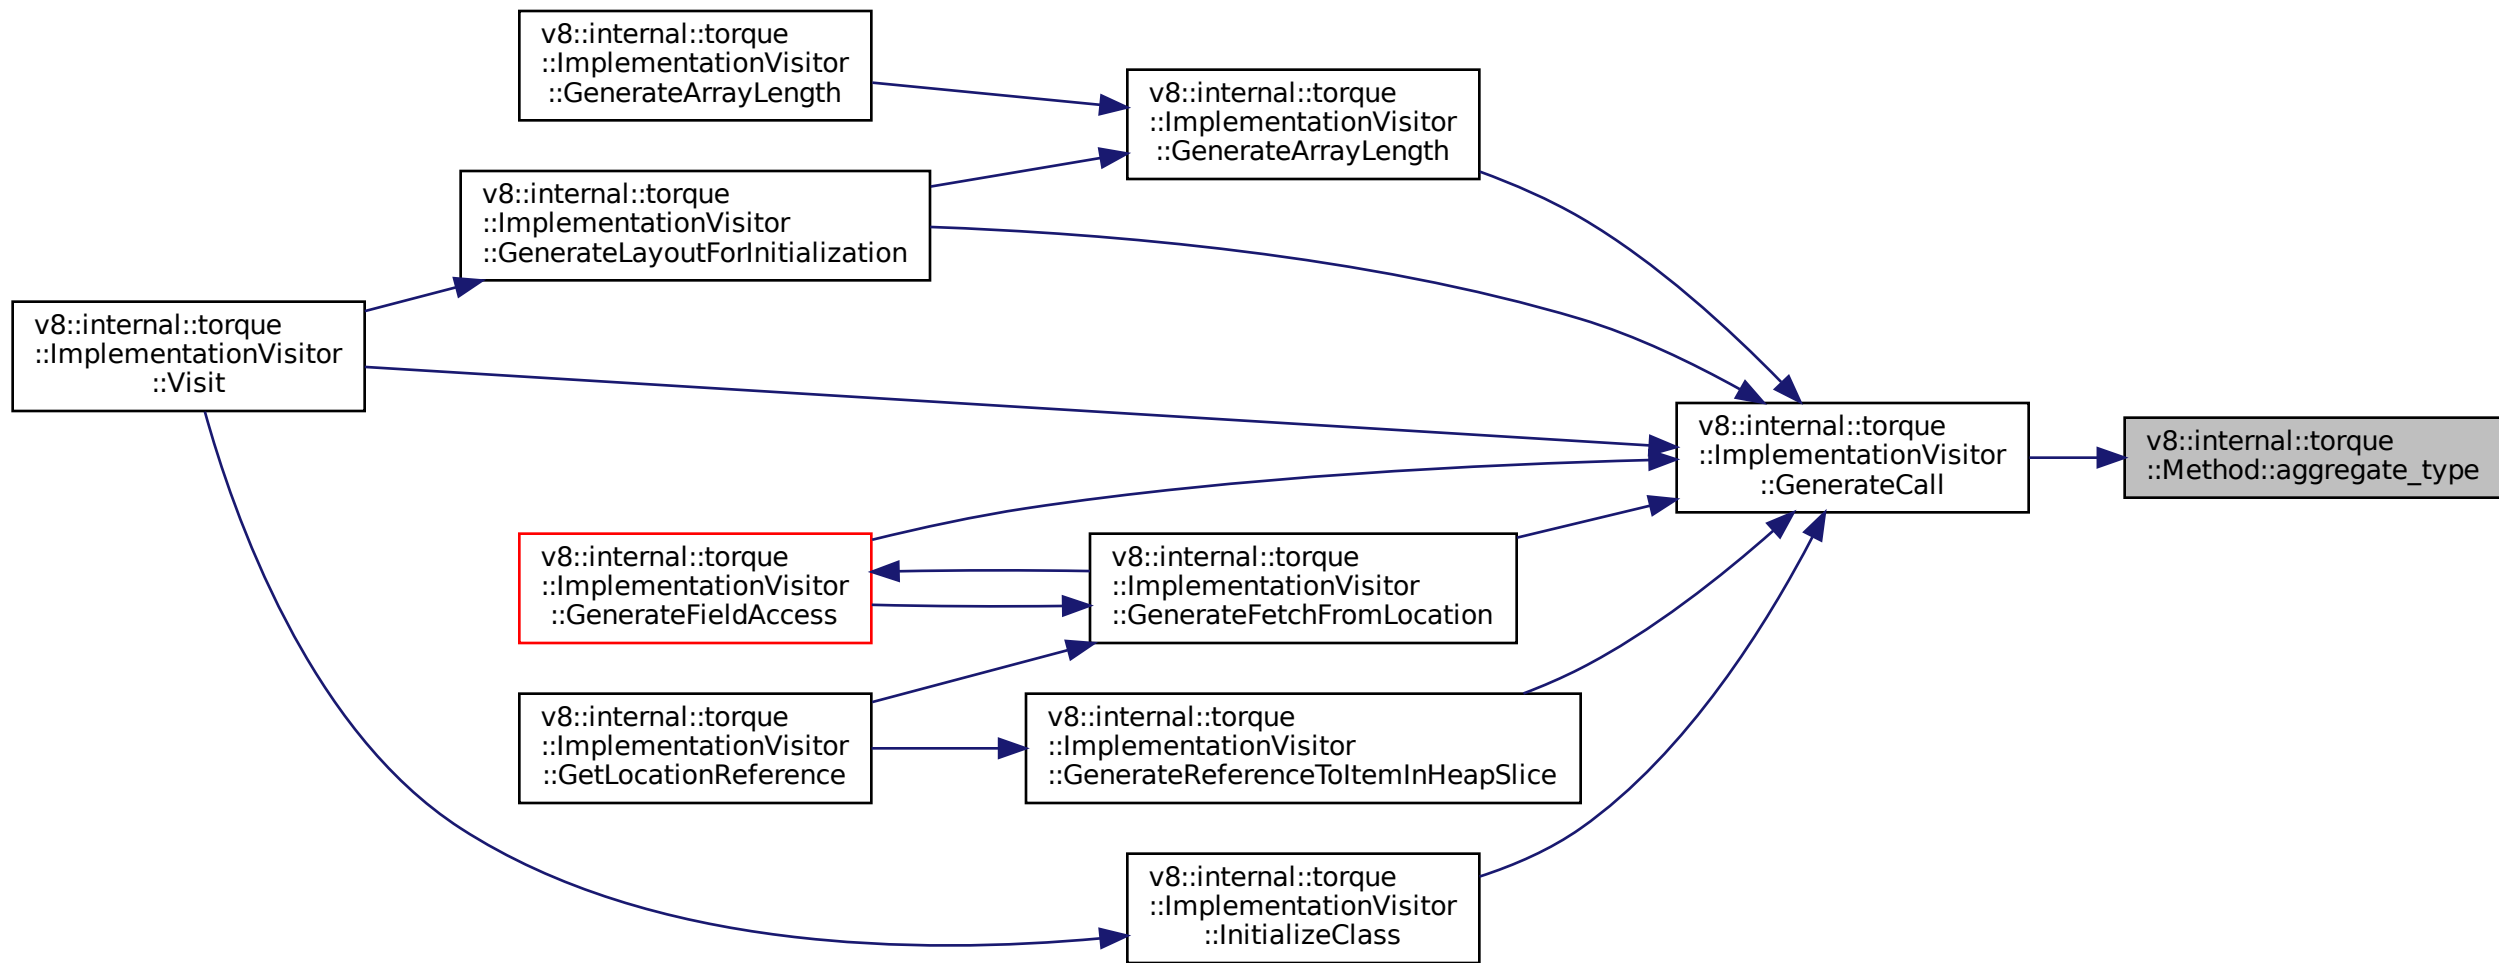 v8::internal::torque
::ImplementationVisitor
::GenerateArrayLength
v8::internal::torque
::ImplementationVisitor
::GenerateArrayLength
v8::internal::torque
::ImplementationVisitor
::GenerateLayoutForInitialization
v8::internal::torque
::ImplementationVisitor
::Visit
v8::internal::torque
::ImplementationVisitor
::GenerateCall
v8::internal::torque
::Method::aggregate_type
v8::internal::torque
::ImplementationVisitor
::GenerateFieldAccess
v8::internal::torque
::ImplementationVisitor
::GenerateFetchFromLocation
v8::internal::torque
::ImplementationVisitor
::GetLocationReference
v8::internal::torque
::ImplementationVisitor
::GenerateReferenceToItemInHeapSlice
v8::internal::torque
::ImplementationVisitor
::InitializeClass